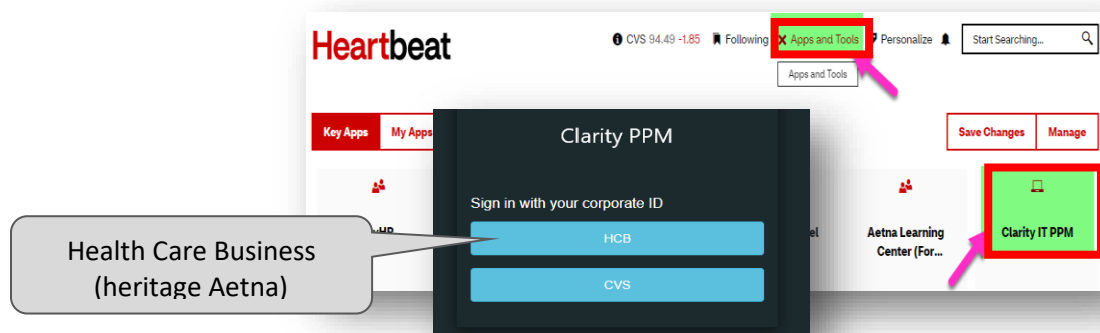 Heartbeat
CVS 94.49 -1.85 Following Apps and Tools Personalize Start Searching...
Apps and Tools
Key Apps My Apps Save Changes Manage
Clarity PPM
Sign in with your corporate ID
HCB
CVS
Health Care Business
(heritage Aetna)
Aetna Learning
Center (For...
Clarity IT PPM